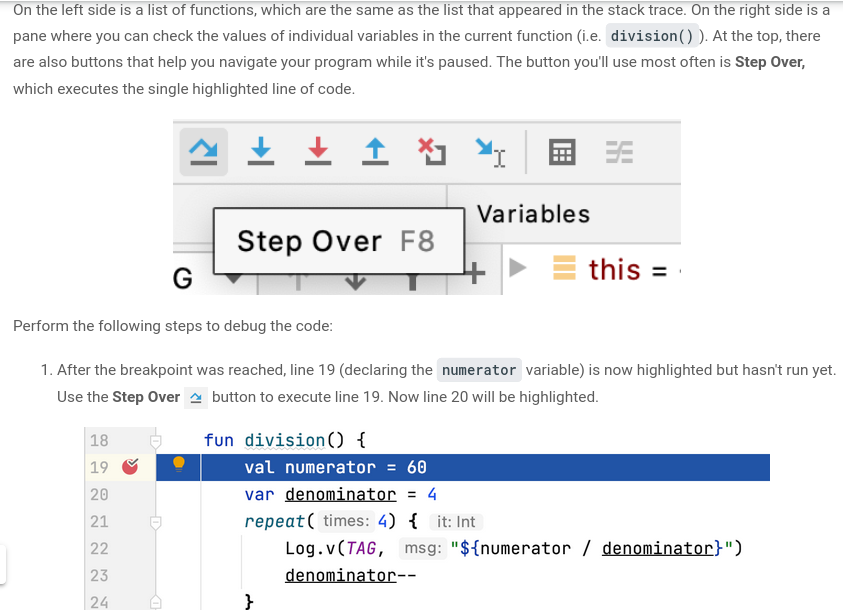 On the left side is a list of functions, which are the same as the list that appeared in the stack trace. On the right side is a
pane where you can check the values of individual variables in the current function (i.e. division() ). At the top, there
are also buttons that help you navigate your program while it's paused. The button you'll use most often is Step Over,
which executes the single highlighted line of code.
Variables
Step Over F8
G
this =
Perform the following steps to debug the code:
1. After the breakpoint was reached, line 19 (declaring the numerator variable) is now highlighted but hasn't run yet.
Use the Step Over button to execute line 19. Now line 20 will be highlighted.
18 fun division() {
19 val numerator = 60
20 var denominator = 4
21 repeat( times: 4) { it: Int
22 Log.v(TAG, msg: "${numerator / denominator}")
23 denominator--
24 }